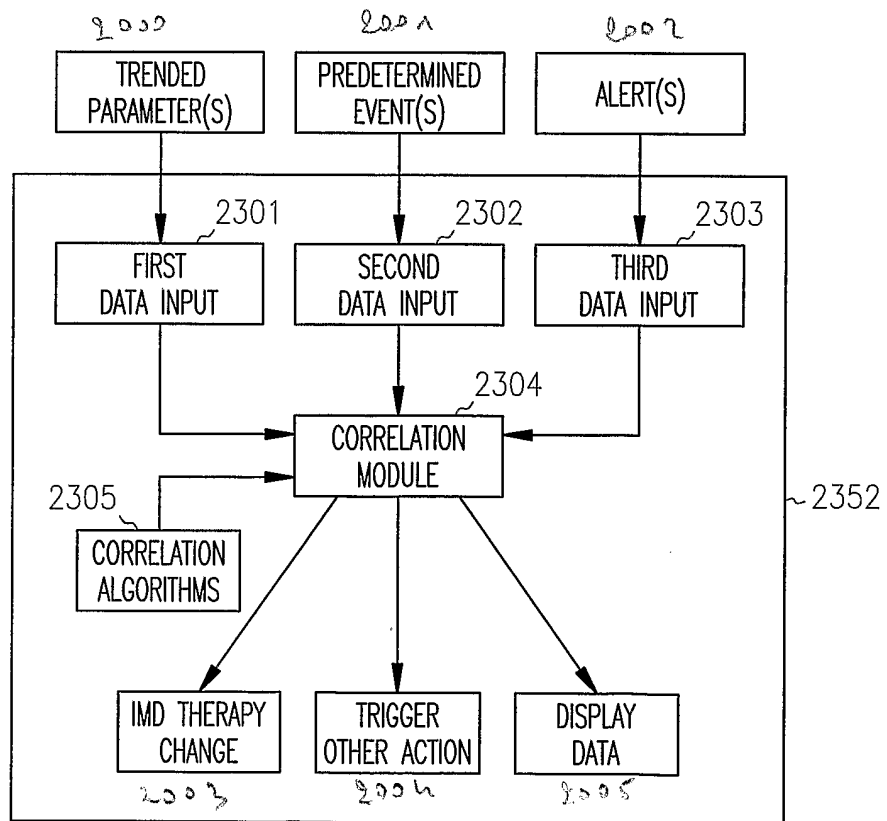 2000 2001 2002
TRENDED PARAMETER(S)
PREDETERMINED EVENT(S)
ALERT(S)
2301 2302 2303
FIRST DATA INPUT
SECOND DATA INPUT
THIRD DATA INPUT
2304
CORRELATION MODULE
2305
2352
CORRELATION ALGORITHMS
IMD THERAPY CHANGE
TRIGGER OTHER ACTION
DISPLAY DATA
2003 2004 2005